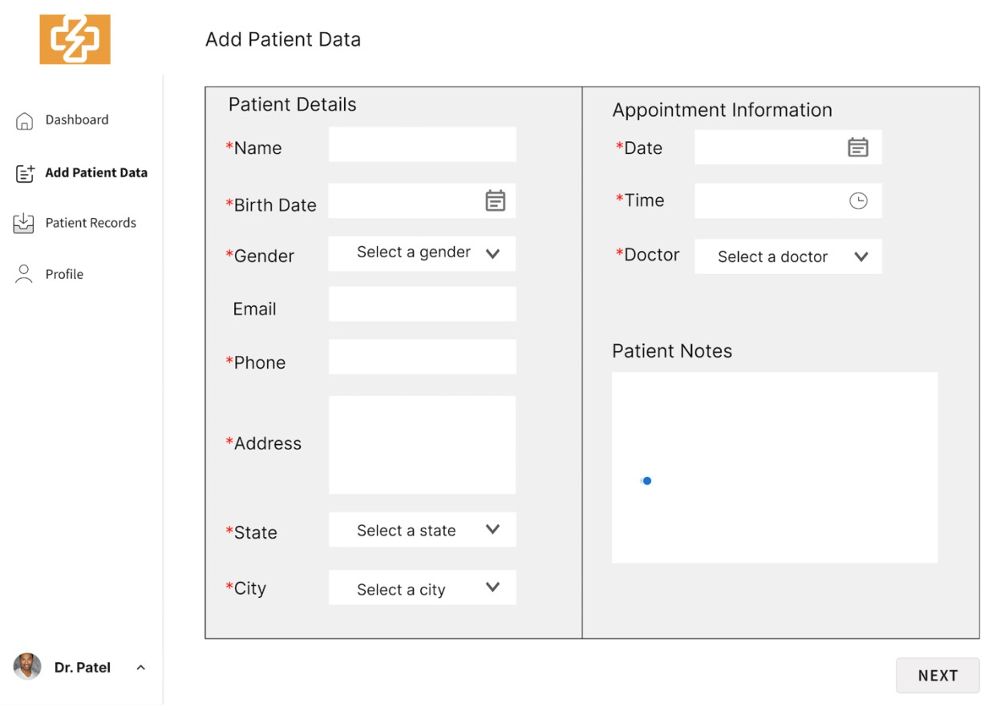 Add Patient Data
Dashboard
Add Patient Data
Patient Records
Profile
Dr. Patel
Patient Details
*Name
*Birth Date
*Gender
Select a gender
Email
*Phone
*Address
*State
Select a state
*City
Select a city
Appointment Information
*Date
*Time
*Doctor
Select a doctor
Patient Notes
NEXT